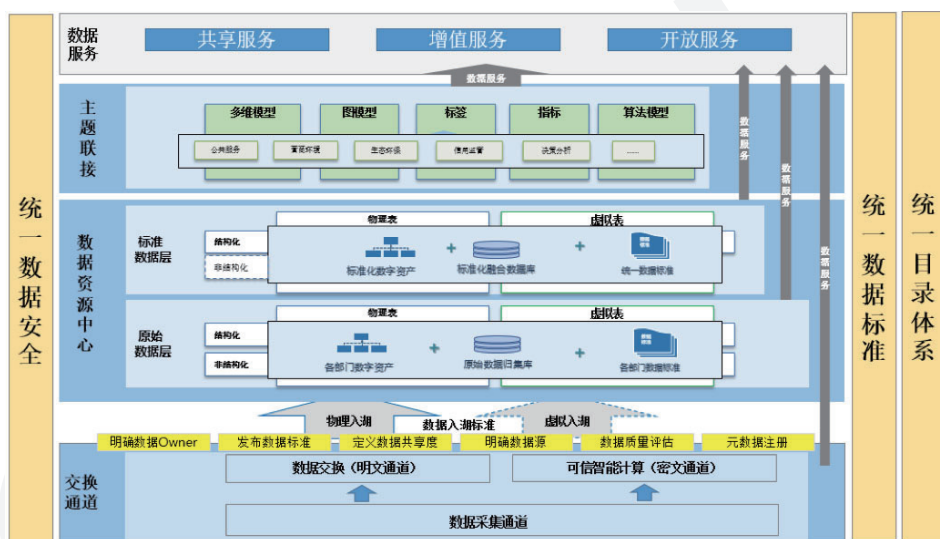 统一数据安全
数据服务
共享服务
增值服务
开放服务
数据服务
主题联接
多维模型
图模型
标签
指标
算法模型
公共服务
营商环境
生态环境
信用监管
决策分析
......
数据服务
数据服务
数据服务
数据资源中心
标准数据层
结构化
非结构化
物理表
虚拟表
标准化数字资产
+
标准化融合数据库
+
统一数据标准
原始数据层
结构化
非结构化
物理表
虚拟表
各部门数字资产
+
原始数据归集库
+
各部门数据标准
物理入湖
数据入湖标准
虚拟入湖
明确数据Owner
发布数据标准
定义数据共享度
明确数据源
数据质量评估
元数据注册
交换通道
数据交换（明文通道）
可信智能计算（密文通道）
数据采集通道
统一数据标准
统一目录体系